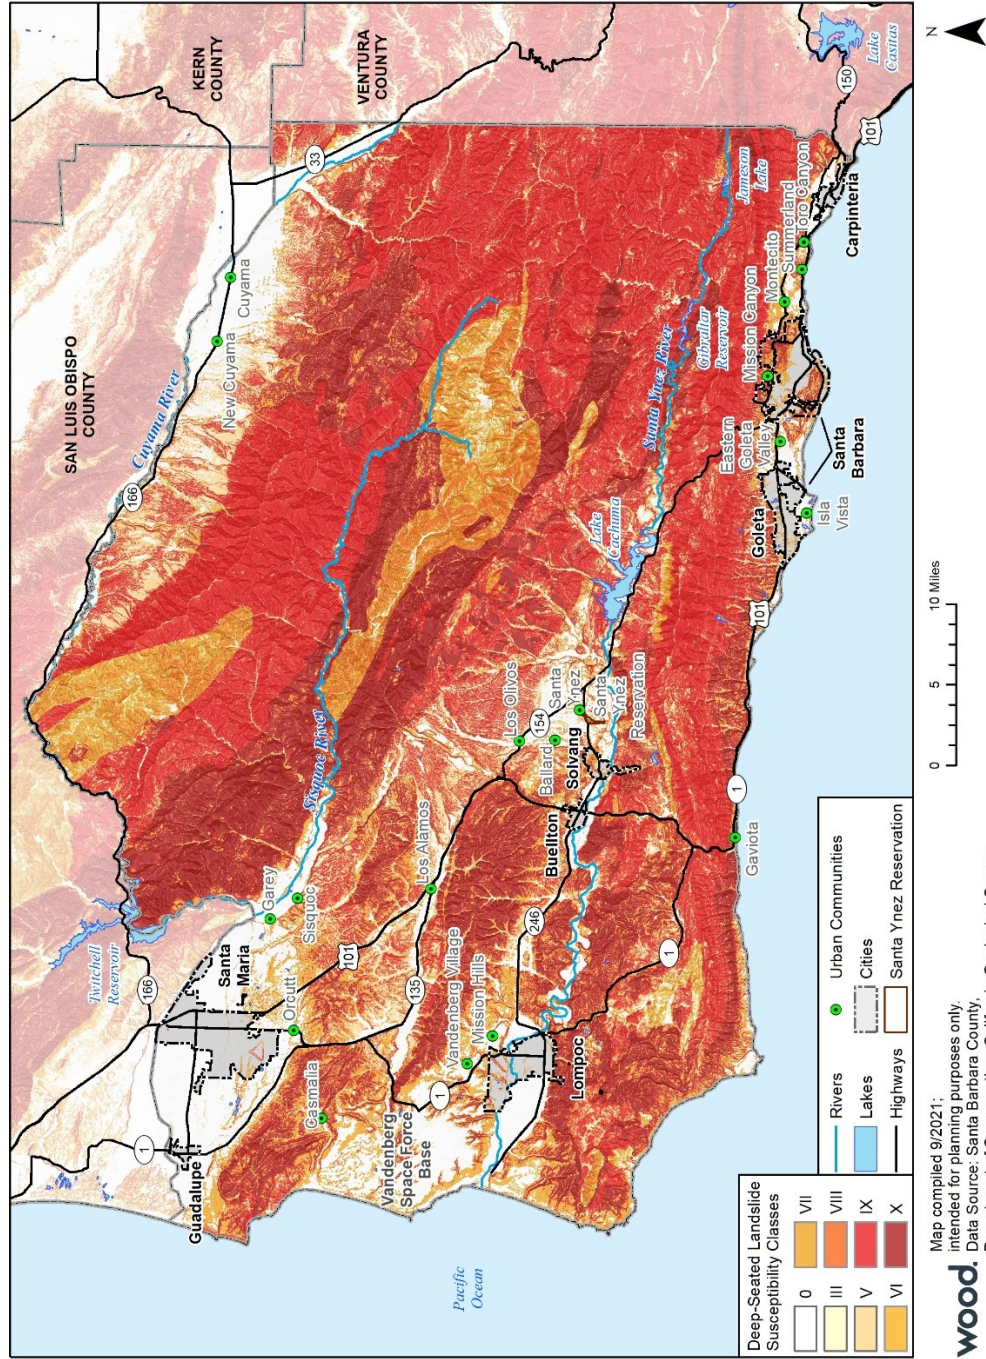 SAN LUIS OBISPO
COUNTY
KERN
COUNTY
VENTURA
COUNTY
166
33
Cuyama River
New Cuyama
Cuyama
Twitchell
Reservoir
166
1
Guadalupe
Santa
Maria
Orcutt
Garey
Sisquoc
Sisquoc River
Casmalia
101
135
Los Alamos
Vandenberg
Space Force
Base
1
Vandenberg Village
Mission Hills
246
Lompoc
1
Buellton
Solvang
Ballard
Los Olivos
154
Santa
Ynez
Santa
Ynez
Reservation
Lake
Cachuma
Santa Ynez River
Gibraltar
Reservoir
Jameson
Lake
Gaviota
1
101
Goleta
Isla
Vista
Eastern
Goleta
Valley
Santa
Barbara
Mission Canyon
Montecito
Summerland
Toro Canyon
Carpinteria
150
101
Lake
Casitas
Pacific
Ocean
Deep-Seated Landslide
Susceptibility Classes
0
III
V
VI
VII
VIII
IX
X
Rivers
Lakes
Highways
Urban Communities
Cities
Santa Ynez Reservation
0 5 10 Miles
N
wood.
Map compiled 9/2021;
intended for planning purposes only.
Data Source: Santa Barbara County,